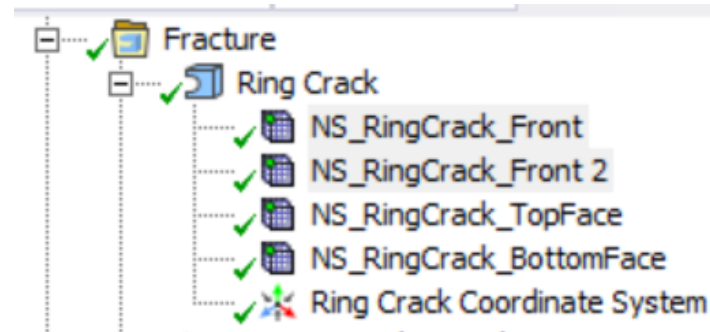 Fracture
Ring Crack
NS_RingCrack_Front
NS_RingCrack_Front 2
NS_RingCrack_TopFace
NS_RingCrack_BottomFace
Ring Crack Coordinate System